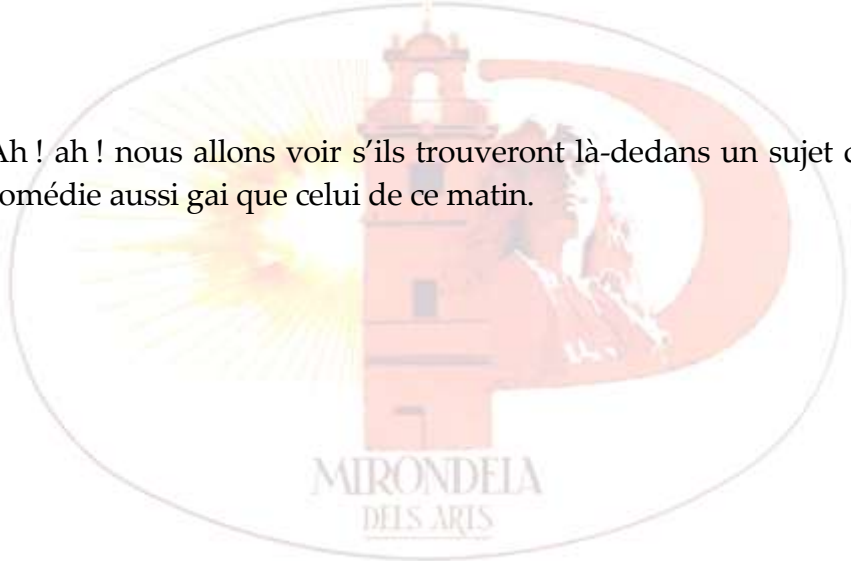 Ah ! ah ! nous allons voir s’ils trouveront là-dedans un sujet
comédie aussi gai que celui de ce matin.
MIRONDELA
DELS ARTS